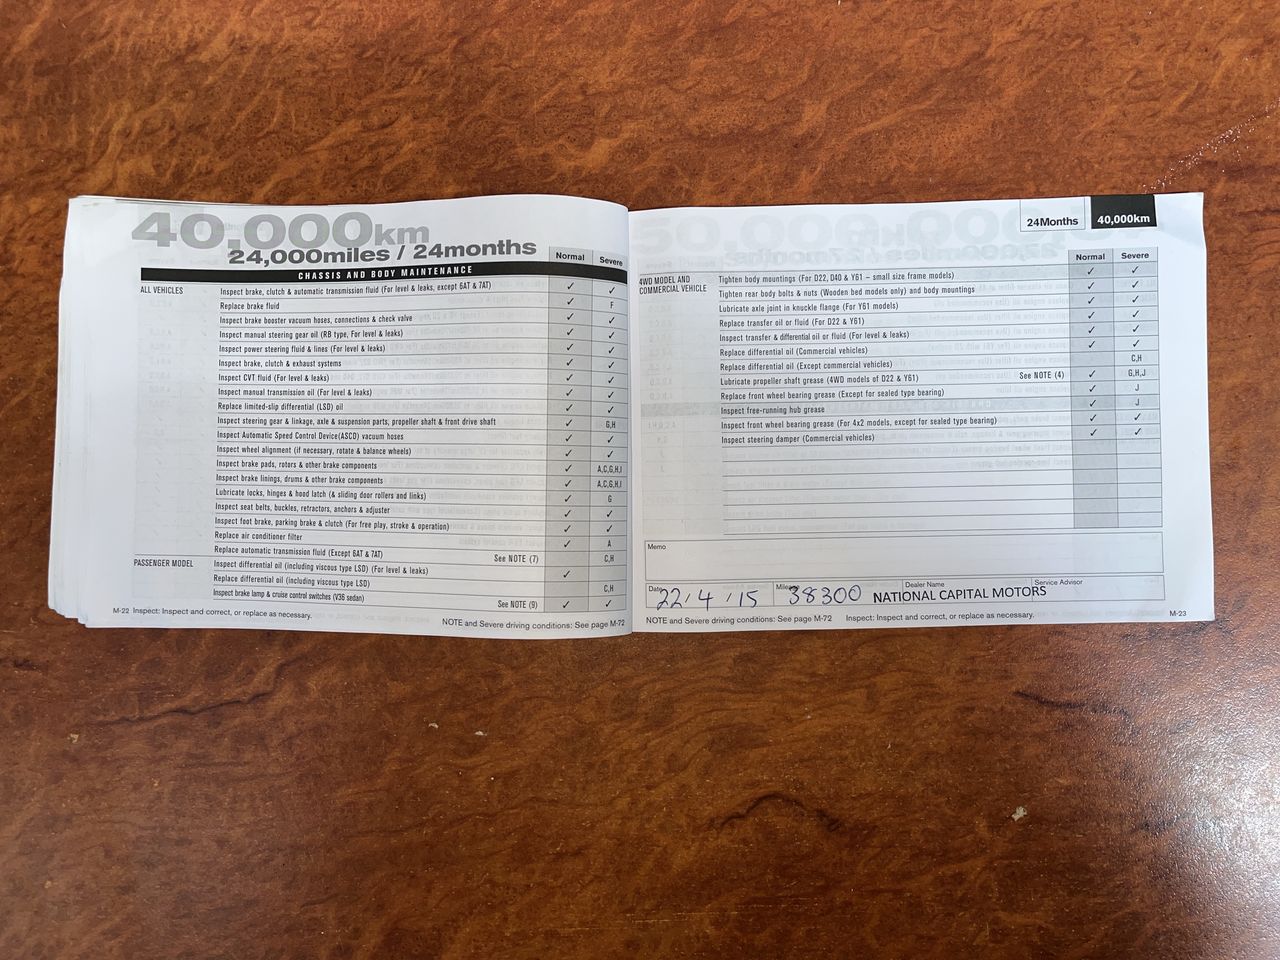 40,000km
24,000miles / 24months
Normal Severe
CHASSIS AND BODY MAINTENANCE
ALL VEHICLES Inspect brake, clutch & automatic transmission fluid (For level & leaks, except 6AT & 7AT) ✓ ✓
Replace brake fluid ✓ F
Inspect brake booster vacuum hoses, connections & check valve ✓ ✓
Inspect manual steering gear oil (RB type, For level & leaks) ✓ ✓
Inspect power steering fluid & lines (For level & leaks) ✓ ✓
Inspect brake, clutch & exhaust systems ✓ ✓
Inspect CVT fluid (For level & leaks) ✓ ✓
Inspect manual transmission oil (For level & leaks) ✓ ✓
Replace limited-slip differential (LSD) oil ✓ ✓
Inspect steering gear & linkage, axle & suspension parts, propeller shaft & front drive shaft ✓ G,H
Inspect Automatic Speed Control Device(ASCD) vacuum hoses ✓ ✓
Inspect wheel alignment (if necessary, rotate & balance wheels) ✓ ✓
Inspect brake pads, rotors & other brake components ✓ A,C,G,H,I
Inspect brake linings, drums & other brake components ✓ A,C,G,H,I
Lubricate locks, hinges & hood latch (& sliding door rollers and links) ✓ G
Inspect seat belts, buckles, retractors, anchors & adjuster ✓ ✓
Inspect foot brake, parking brake & clutch (For free play, stroke & operation) ✓ ✓
Replace air conditioner filter ✓ A
Replace automatic transmission fluid (Except 6AT & 7AT) See NOTE (7) C,H
PASSENGER MODEL Inspect differential oil (including viscous type LSD) (For level & leaks) ✓
Replace differential oil (including viscous type LSD) C,H
Inspect brake lamp & cruise control switches (V36 sedan) See NOTE (9) ✓ ✓
M-22 Inspect: Inspect and correct, or replace as necessary.
NOTE and Severe driving conditions: See page M-72
24Months 40,000km
Normal Severe
4WD MODEL AND COMMERCIAL VEHICLE Tighten body mountings (For D22, D40 & Y61 – small size frame models) ✓ ✓
Tighten rear body bolts & nuts (Wooden bed models only) and body mountings ✓ ✓
Lubricate axle joint in knuckle flange (For Y61 models) ✓ ✓
Replace transfer oil or fluid (For D22 & Y61) ✓ ✓
Inspect transfer & differential oil or fluid (For level & leaks) ✓ ✓
Replace differential oil (Commercial vehicles) ✓ ✓
Replace differential oil (Except commercial vehicles) C,H
Lubricate propeller shaft grease (4WD models of D22 & Y61) See NOTE (4) ✓ G,H,J
Replace front wheel bearing grease (Except for sealed type bearing) J
Inspect free-running hub grease ✓
Inspect front wheel bearing grease (For 4x2 models, except for sealed type bearing) ✓ ✓
Inspect steering damper (Commercial vehicles) ✓ ✓
Memo
Date Mileage Dealer Name Service Advisor
22/4/15 38300 NATIONAL CAPITAL MOTORS
NOTE and Severe driving conditions: See page M-72 Inspect: Inspect and correct, or replace as necessary. M-23